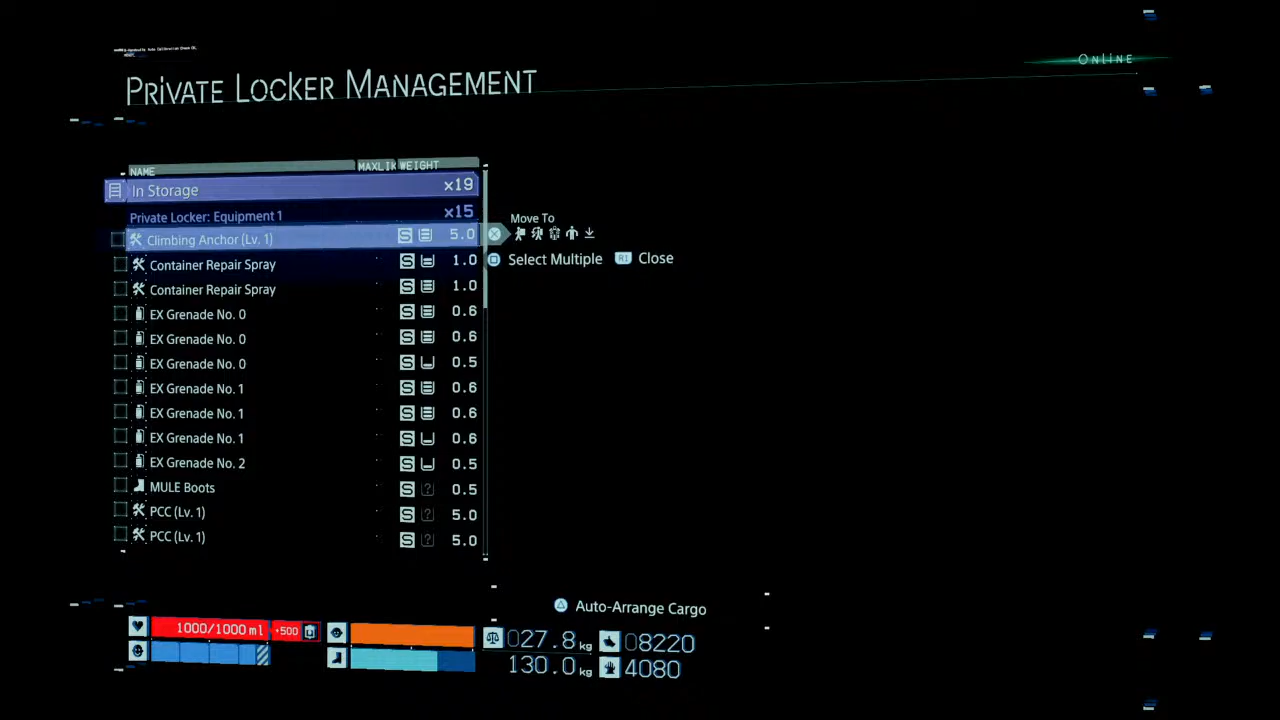 ONLINE
PRIVATE LOCKER MANAGEMENT
NAME MAXLIK WEIGHT
In Storage x19
Private Locker: Equipment 1 x15
Climbing Anchor (Lv. 1) S 5.0
Container Repair Spray S 1.0
Container Repair Spray S 1.0
EX Grenade No. 0 S 0.6
EX Grenade No. 0 S 0.6
EX Grenade No. 0 S 0.5
EX Grenade No. 1 S 0.6
EX Grenade No. 1 S 0.6
EX Grenade No. 1 S 0.6
EX Grenade No. 2 S 0.5
MULE Boots S ? 0.5
PCC (Lv. 1) S ? 5.0
PCC (Lv. 1) S ? 5.0
Move To
Select Multiple R1 Close
Auto-Arrange Cargo
1000/1000 ml +500
027.8 kg 08220
130.0 kg 4080